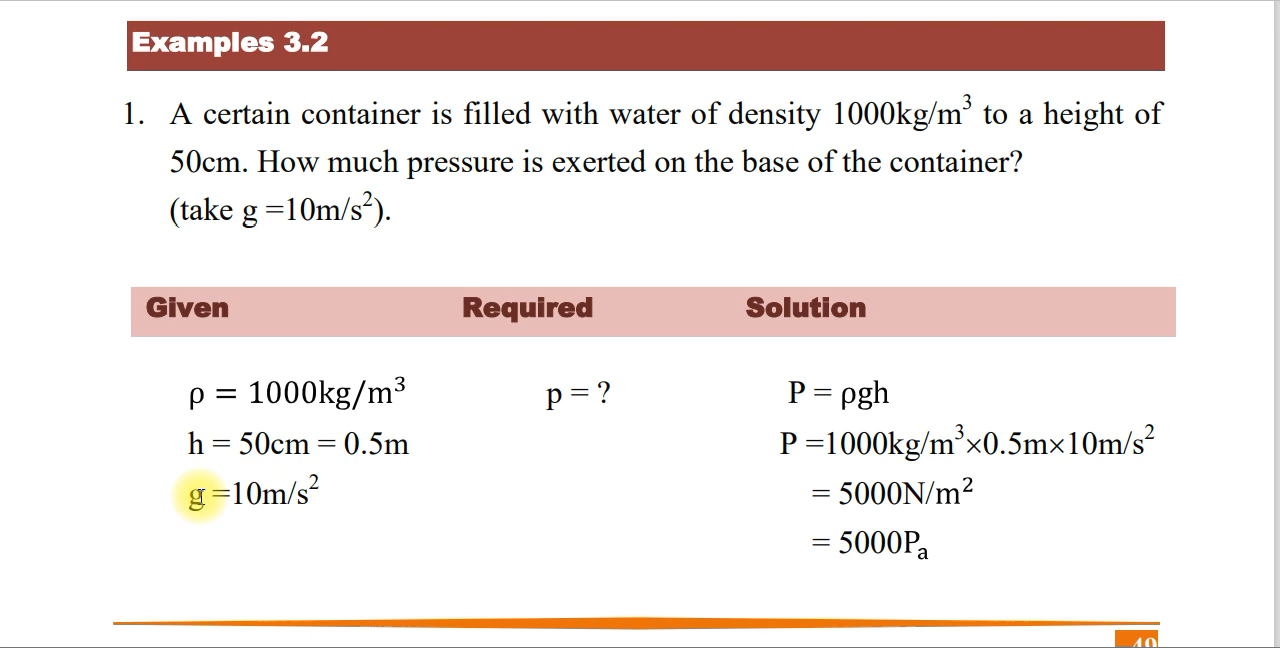 Examples 3.2
1. A certain container is filled with water of density 1000kg/m³ to a height of
50cm. How much pressure is exerted on the base of the container?
(take g =10m/s²).
Given Required Solution
ρ = 1000kg/m³ p = ? P = ρgh
h = 50cm = 0.5m P =1000kg/m³×0.5m×10m/s²
g =10m/s² = 5000N/m²
= 5000Pₐ